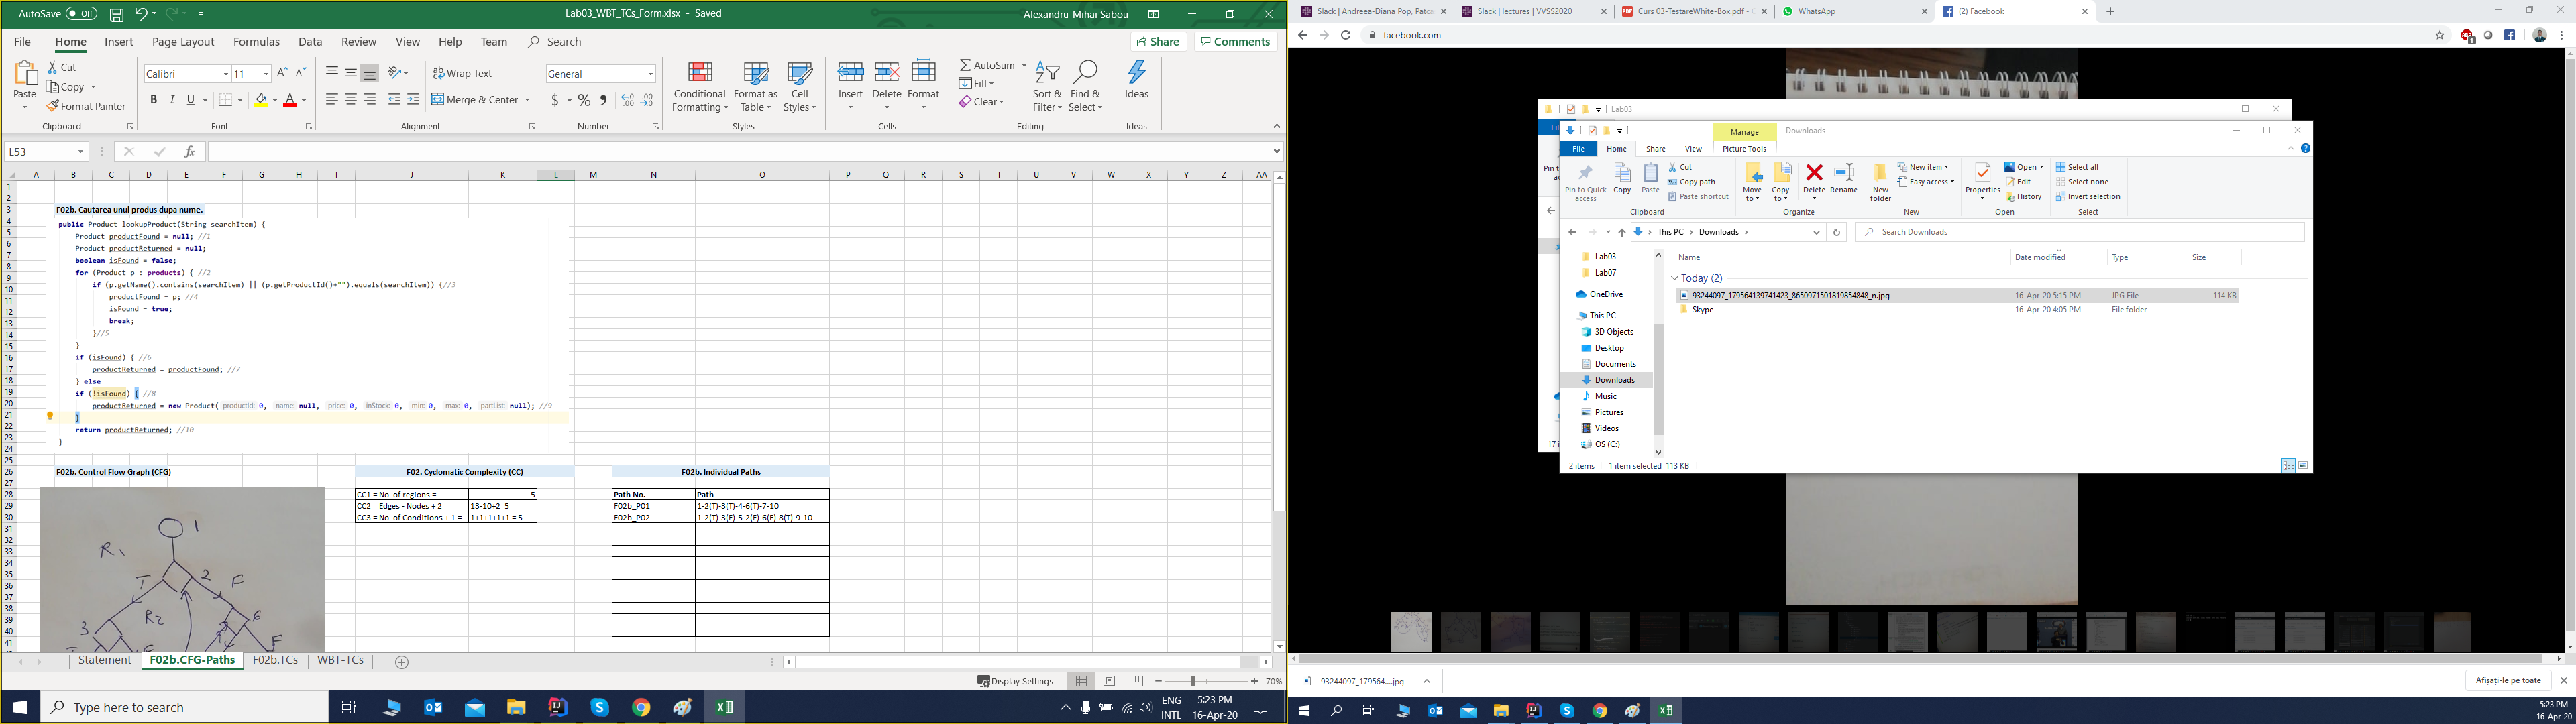 AutoSave Off
Lab03_WBT_TCs_Form.xlsx - Saved
Alexandru-Mihai Sabou
File Home Insert Page Layout Formulas Data Review View Help Team Search
Share Comments
Paste
Cut
Copy
Format Painter
Clipboard
Calibri 11
B I U
Font
Wrap Text
Merge & Center
Alignment
General
Number
Conditional Formatting
Format as Table
Cell Styles
Styles
Insert Delete Format
Cells
AutoSum
Fill
Clear
Sort & Filter
Find & Select
Editing
Ideas
Ideas
L53
fx
A B C D E F G H I J K L M N O P Q R S T U V W X Y Z AA
F02b. Cautarea unui produs dupa nume.
public Product lookupProduct(String searchItem) {
Product productFound = null; //1
Product productReturned = null;
boolean isFound = false;
for (Product p : products) { //2
if (p.getName().contains(searchItem) || (p.getProductId()+"").equals(searchItem)) {//3
productFound = p; //4
isFound = true;
break;
}//5
}
if (isFound) { //6
productReturned = productFound; //7
} else
if (!isFound) { //8
productReturned = new Product( productId: 0, name: null, price: 0, inStock: 0, min: 0, max: 0, partList: null); //9
}
return productReturned; //10
}
F02b. Control Flow Graph (CFG)
F02. Cyclomatic Complexity (CC)
F02b. Individual Paths
CC1 = No. of regions = 5
CC2 = Edges - Nodes + 2 = 13-10+2=5
CC3 = No. of Conditions + 1 = 1+1+1+1+1 = 5
Path No. Path
F02b_P01 1-2(T)-3(T)-4-6(T)-7-10
F02b_P02 1-2(T)-3(F)-5-2(F)-6(F)-8(T)-9-10
1
R1
T 2 F
R2
3 6
F
Statement F02b.CFG-Paths F02b.TCs WBT-TCs
Display Settings
70%
Type here to search
ENG
INTL
5:23 PM
16-Apr-20
Slack | Andreea-Diana Pop, Patca
Slack | lectures | VVSS2020
Curs 03-TestareWhite-Box.pdf -
WhatsApp
(2) Facebook
facebook.com
Lab03
Manage
Downloads
File Home Share View Picture Tools
Pin to Quick access
Copy
Paste
Cut
Copy path
Paste shortcut
Clipboard
Move to
Copy to
Delete
Rename
Organize
New folder
New item
Easy access
New
Properties
Open
Edit
History
Open
Select all
Select none
Invert selection
Select
This PC Downloads
Search Downloads
Name Date modified Type Size
Today (2)
93244097_179564139741423_8650971501819854848_n.jpg 16-Apr-20 5:15 PM JPG File 114 KB
Skype 16-Apr-20 4:05 PM File folder
Lab03
Lab07
OneDrive
This PC
3D Objects
Desktop
Documents
Downloads
Music
Pictures
Videos
OS (C:)
2 items 1 item selected 113 KB
93244097_179564....jpg
Afișați-le pe toate
5:23 PM
16-Apr-20